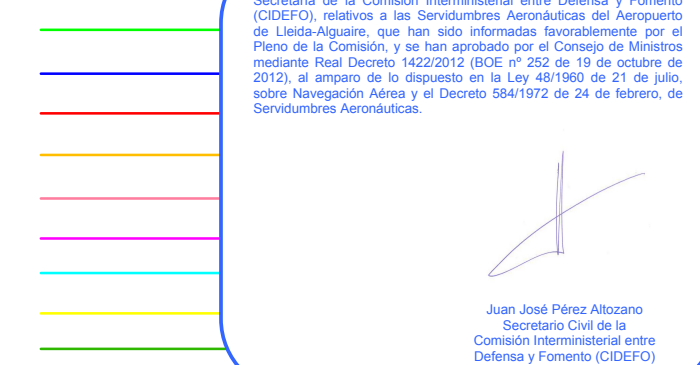 Secretaría de la Comisión Interministerial entre Defensa y Fomento
(CIDEFO), relativos a las Servidumbres Aeronáuticas del Aeropuerto
de Lleida-Alguaire, que han sido informadas favorablemente por el
Pleno de la Comisión, y se han aprobado por el Consejo de Ministros
mediante Real Decreto 1422/2012 (BOE nº 252 de 19 de octubre de
2012), al amparo de lo dispuesto en la Ley 48/1960 de 21 de julio,
sobre Navegación Aérea y el Decreto 584/1972 de 24 de febrero, de
Servidumbres Aeronáuticas.
Juan José Pérez Altozano
Secretario Civil de la
Comisión Interministerial entre
Defensa y Fomento (CIDEFO)